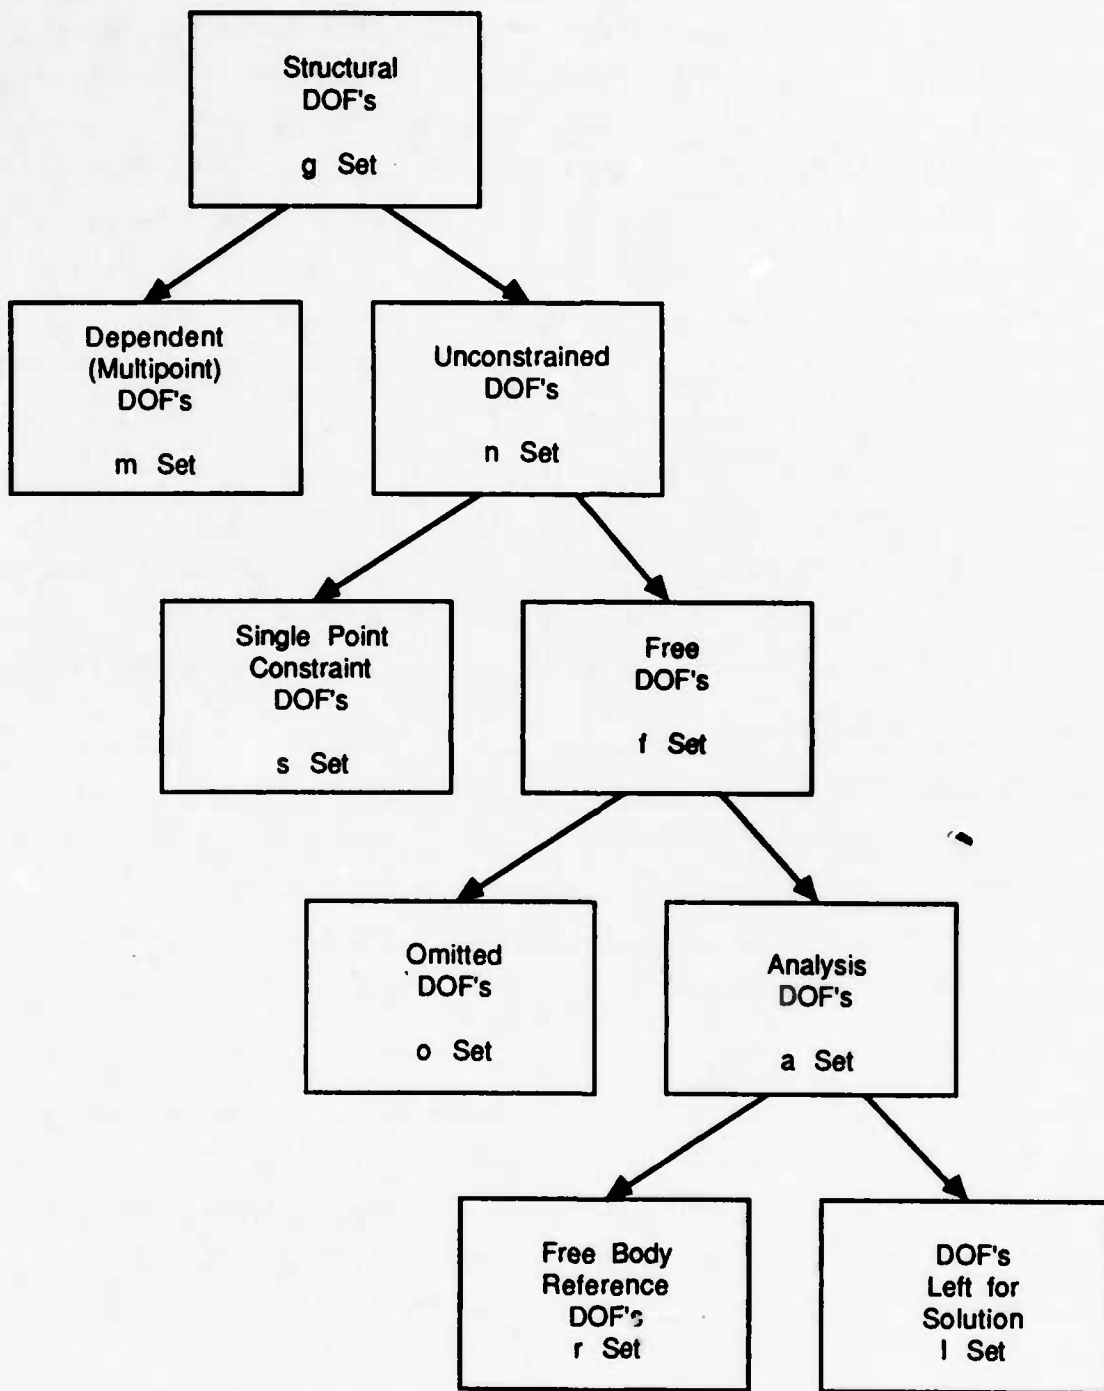 Structural
DOF's
g Set
Dependent
(Multipoint)
DOF's
m Set
Unconstrained
DOF's
n Set
Single Point
Constraint
DOF's
s Set
Free
DOF's
f Set
Omitted
DOF's
o Set
Analysis
DOF's
a Set
Free Body
Reference
DOF's
r Set
DOF's
Left for
Solution
l Set